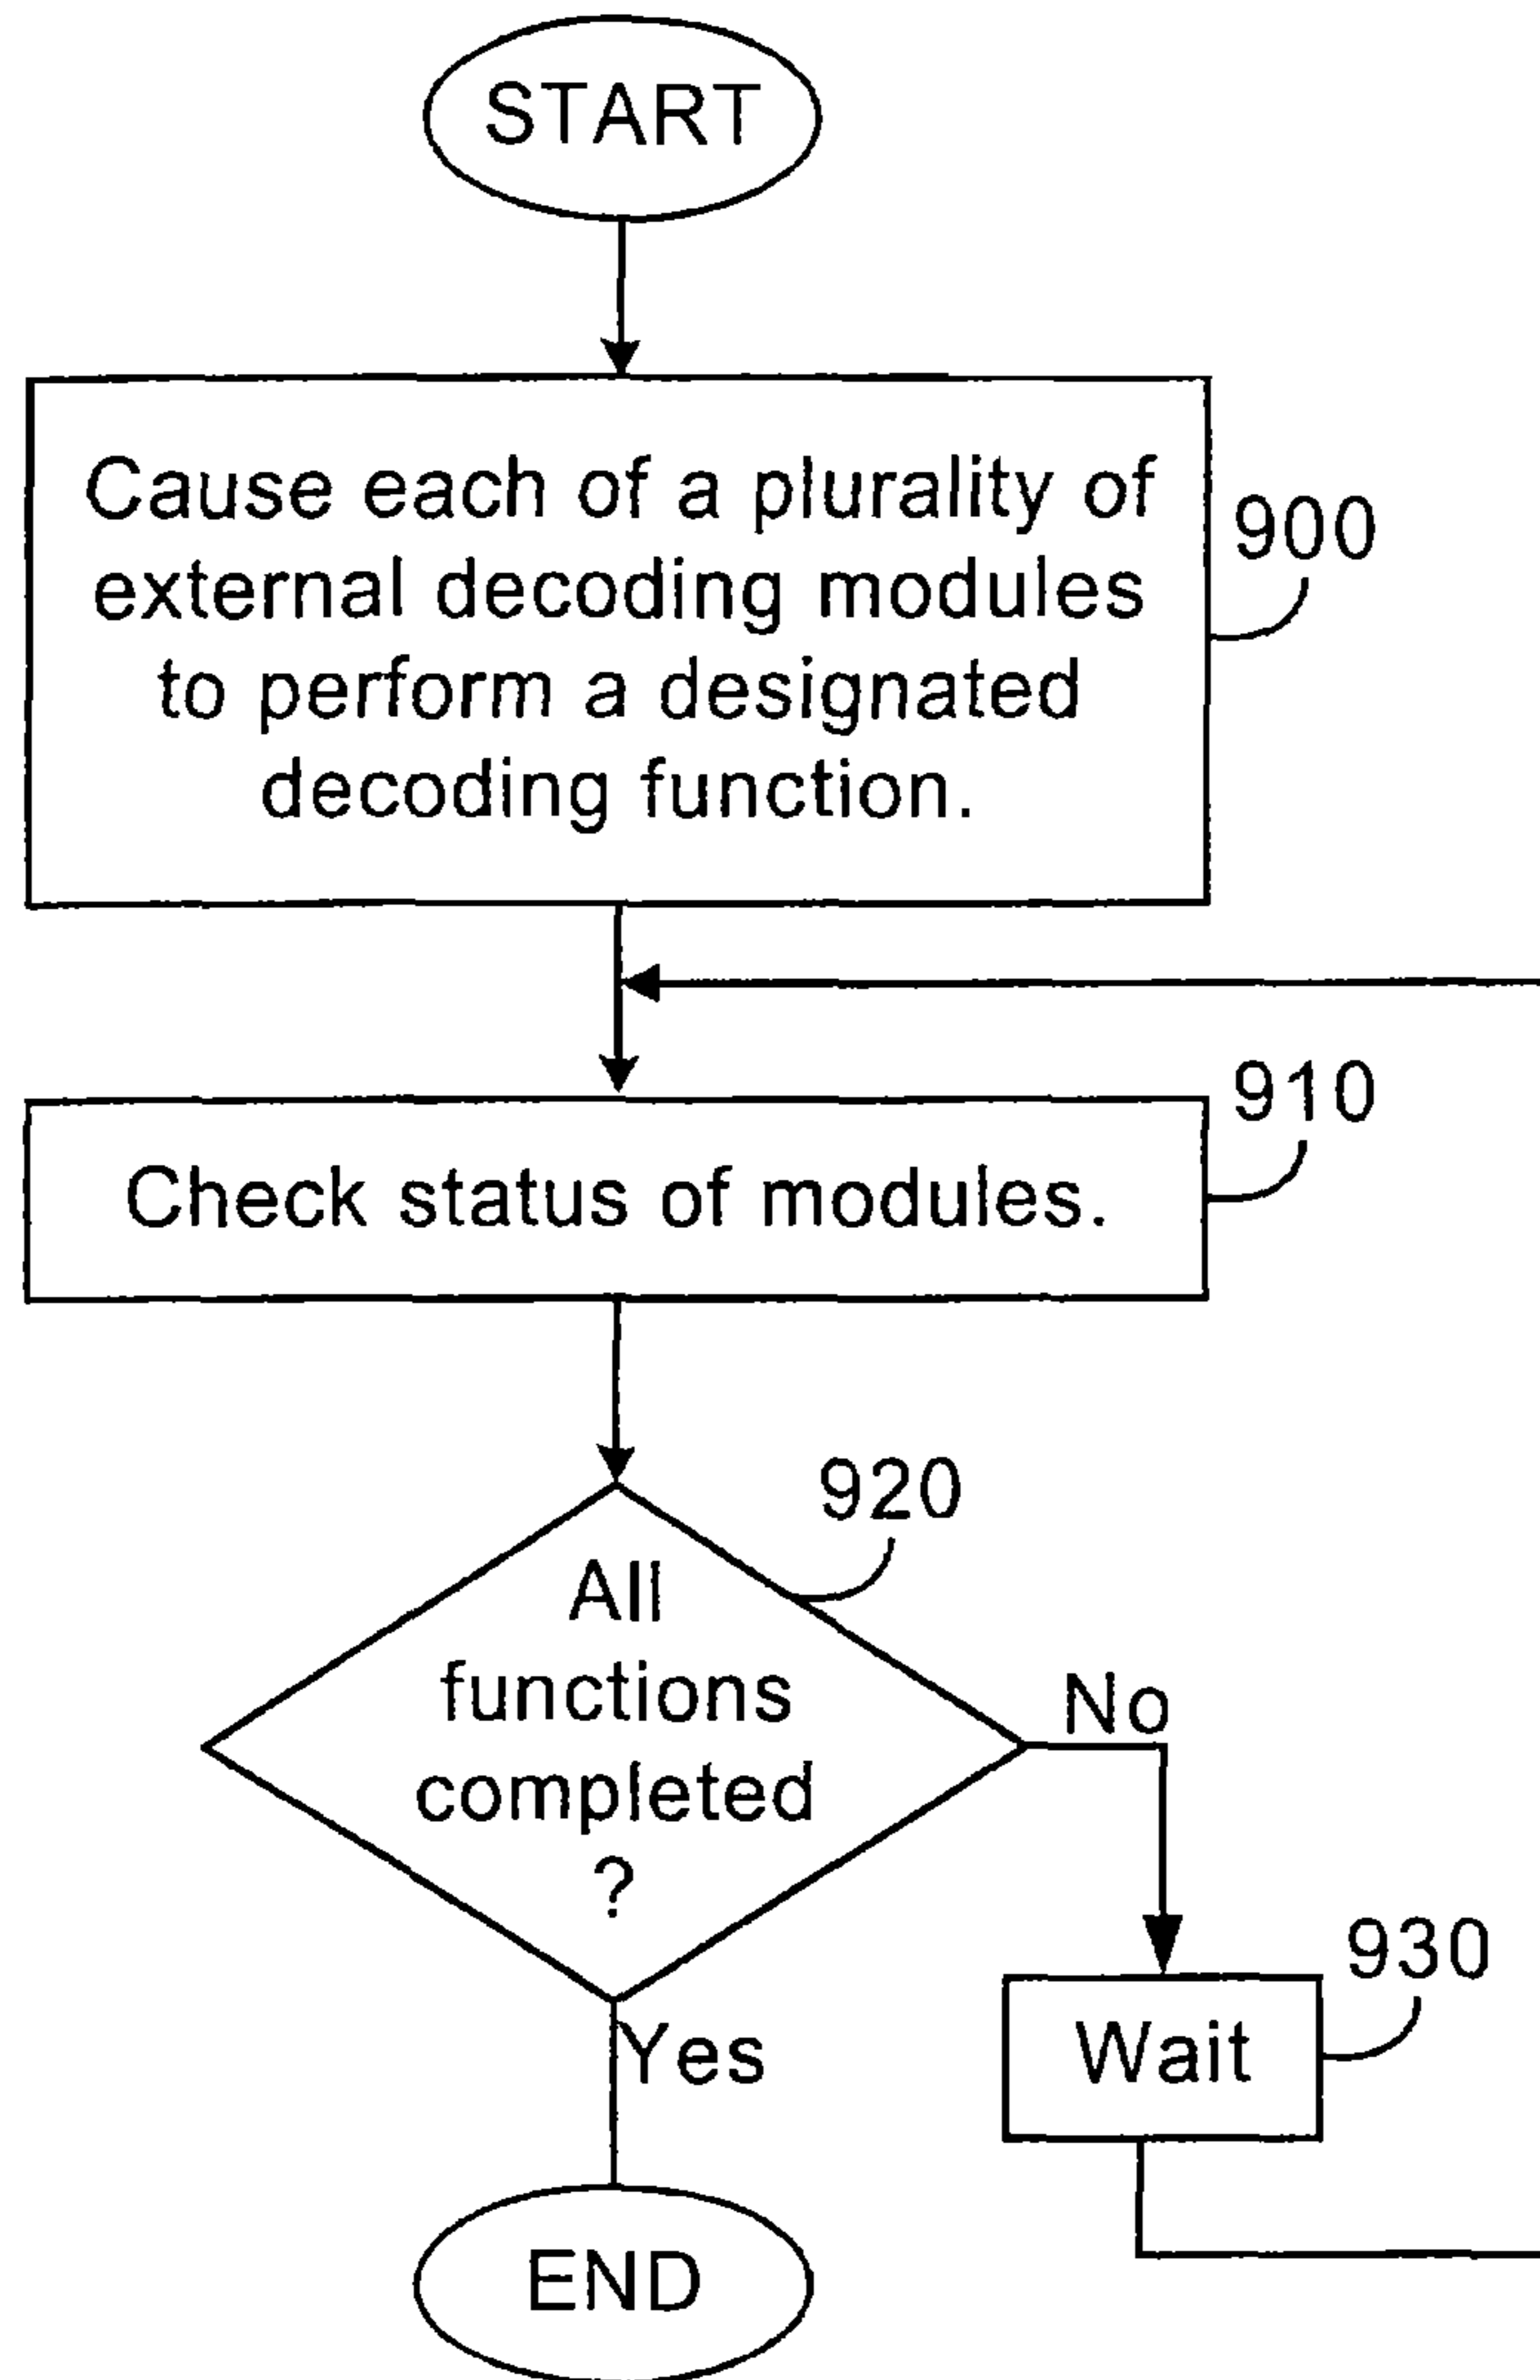 START
Cause each of a plurality of
external decoding modules
to perform a designated
decoding function.
900
910
Check status of modules.
920
All
functions
completed
?
No
930
Wait
Yes
END